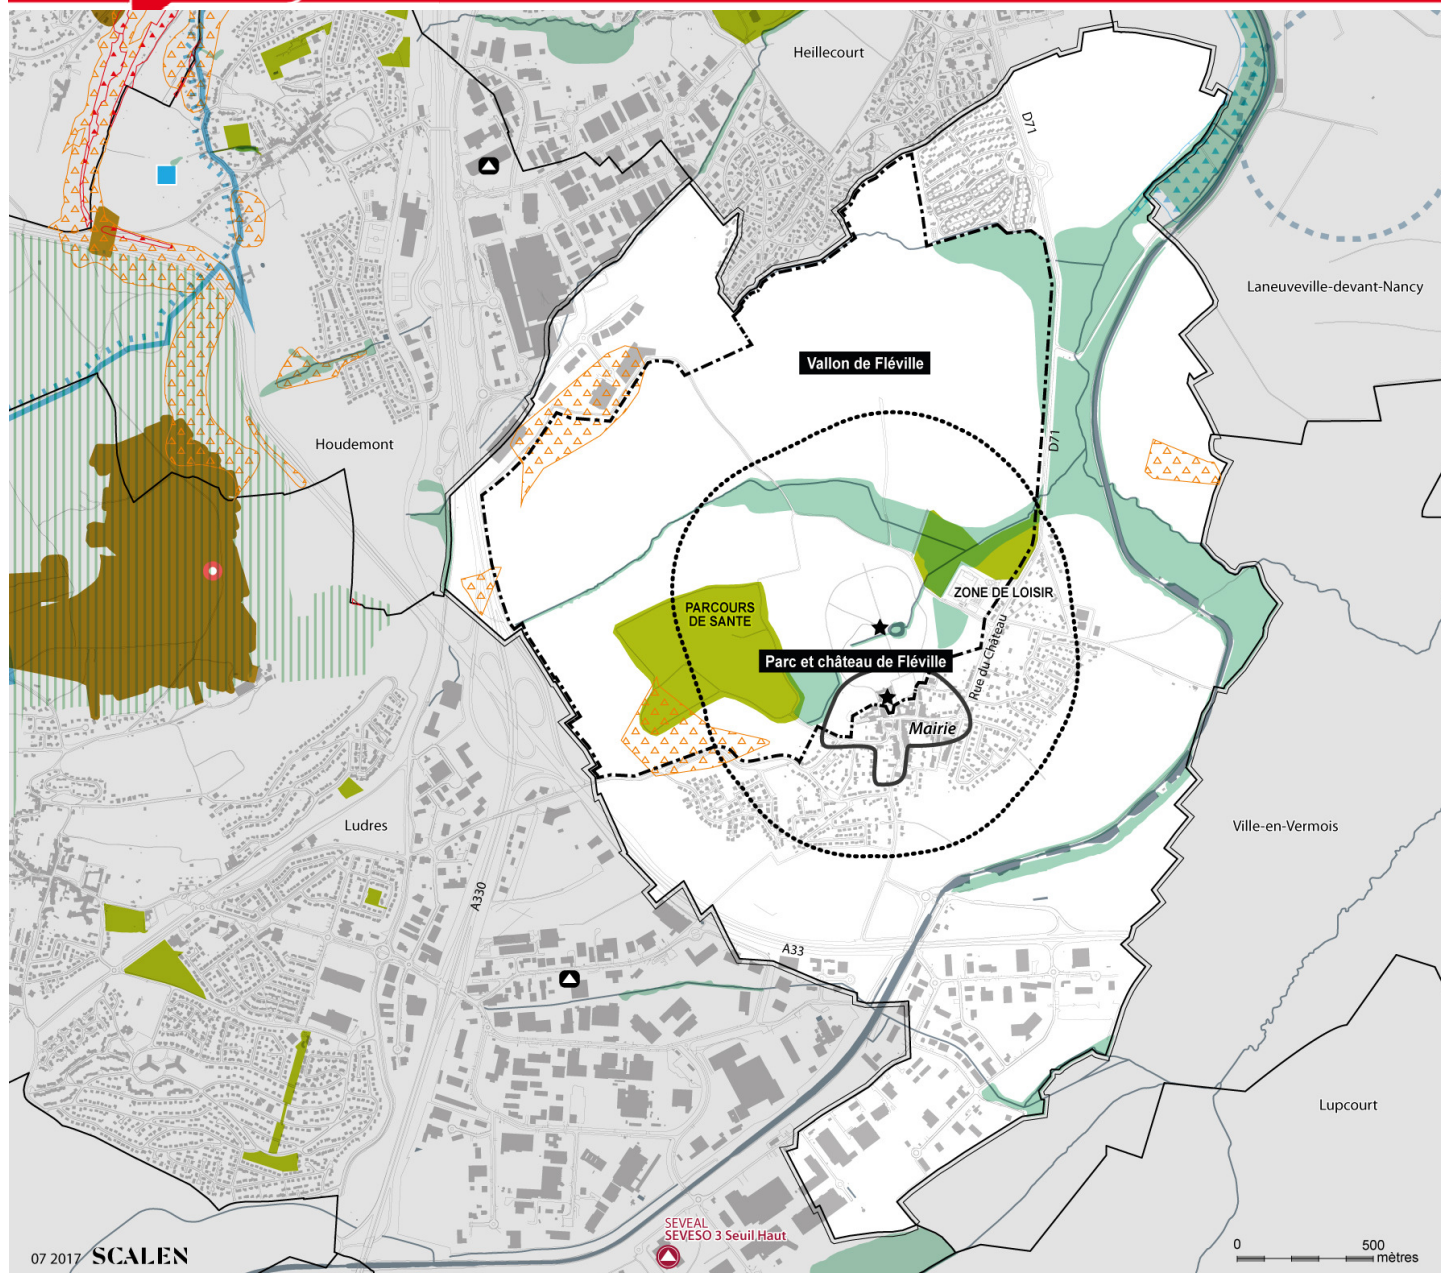 Heillecourt
D71
Laneuveville-devant-Nancy
Vallon de Fléville
Houdemont
D71
ZONE DE LOISIR
PARCOURS
DE SANTE
Parc et château de Fléville
Rue du Château
Mairie
Ludres
Ville-en-Vermois
A330
A33
Lupcourt
SEVEAL
SEVESO 3 Seuil Haut
07 2017 SCALEN
0 500
mètres